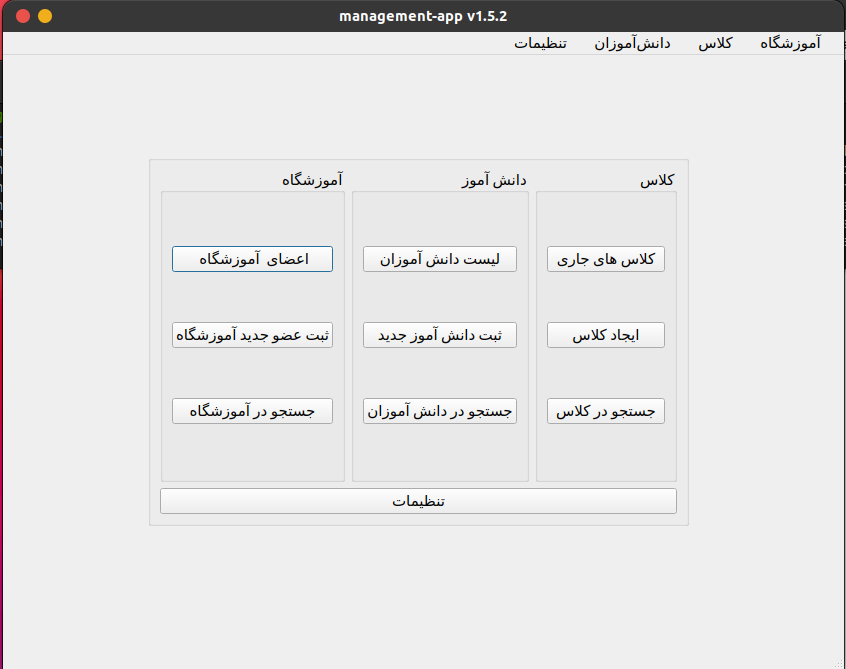 management-app v1.5.2
آموزشگاه کلاس دانش‌آموزان تنظیمات
کلاس دانش آموز آموزشگاه
کلاس های جاری لیست دانش آموزان اعضای آموزشگاه
ایجاد کلاس ثبت دانش آموز جدید ثبت عضو جدید آموزشگاه
جستجو در کلاس جستجو در دانش آموزان جستجو در آموزشگاه
تنظیمات